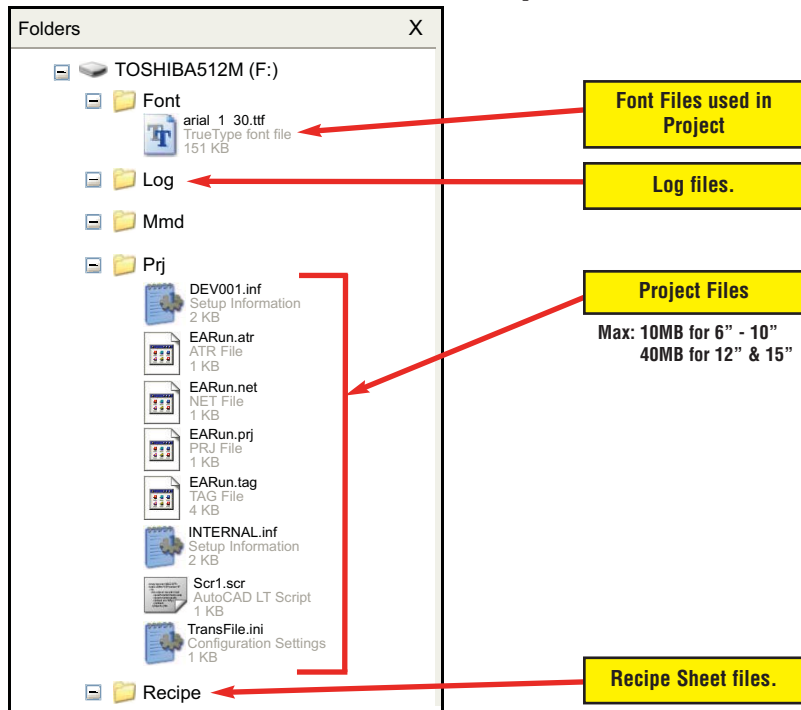 Folders X
TOSHIBA512M (F:)
Font
arial_1_30.ttf
TrueType font file
151 KB
Log
Mmd
Prj
DEV001.inf
Setup Information
2 KB
EARun.atr
ATR File
1 KB
EARun.net
NET File
1 KB
EARun.prj
PRJ File
1 KB
EARun.tag
TAG File
4 KB
INTERNAL.inf
Setup Information
2 KB
Scr1.scr
AutoCAD LT Script
1 KB
TransFile.ini
Configuration Settings
1 KB
Recipe
Font Files used in
Project
Log files.
Project Files
Max: 10MB for 6” - 10”
40MB for 12” & 15”
Recipe Sheet files.